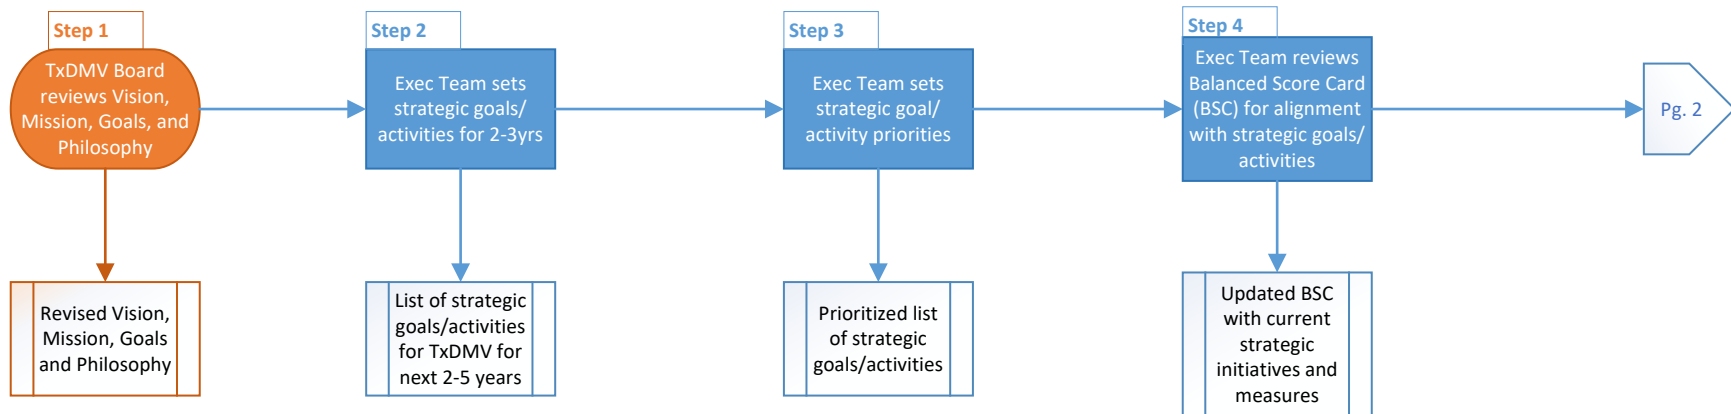 Step 1
TxDMV Board
reviews Vision,
Mission, Goals, and
Philosophy
Step 2
Exec Team sets
strategic goals/
activities for 2-3yrs
Step 3
Exec Team sets
strategic goal/
activity priorities
Step 4
Exec Team reviews
Balanced Score Card
(BSC) for alignment
with strategic goals/
activities
Pg. 2
Revised Vision,
Mission, Goals
and Philosophy
List of strategic
goals/activities
for TxDMV for
next 2-5 years
Prioritized list
of strategic
goals/activities
Updated BSC
with current
strategic
initiatives and
measures